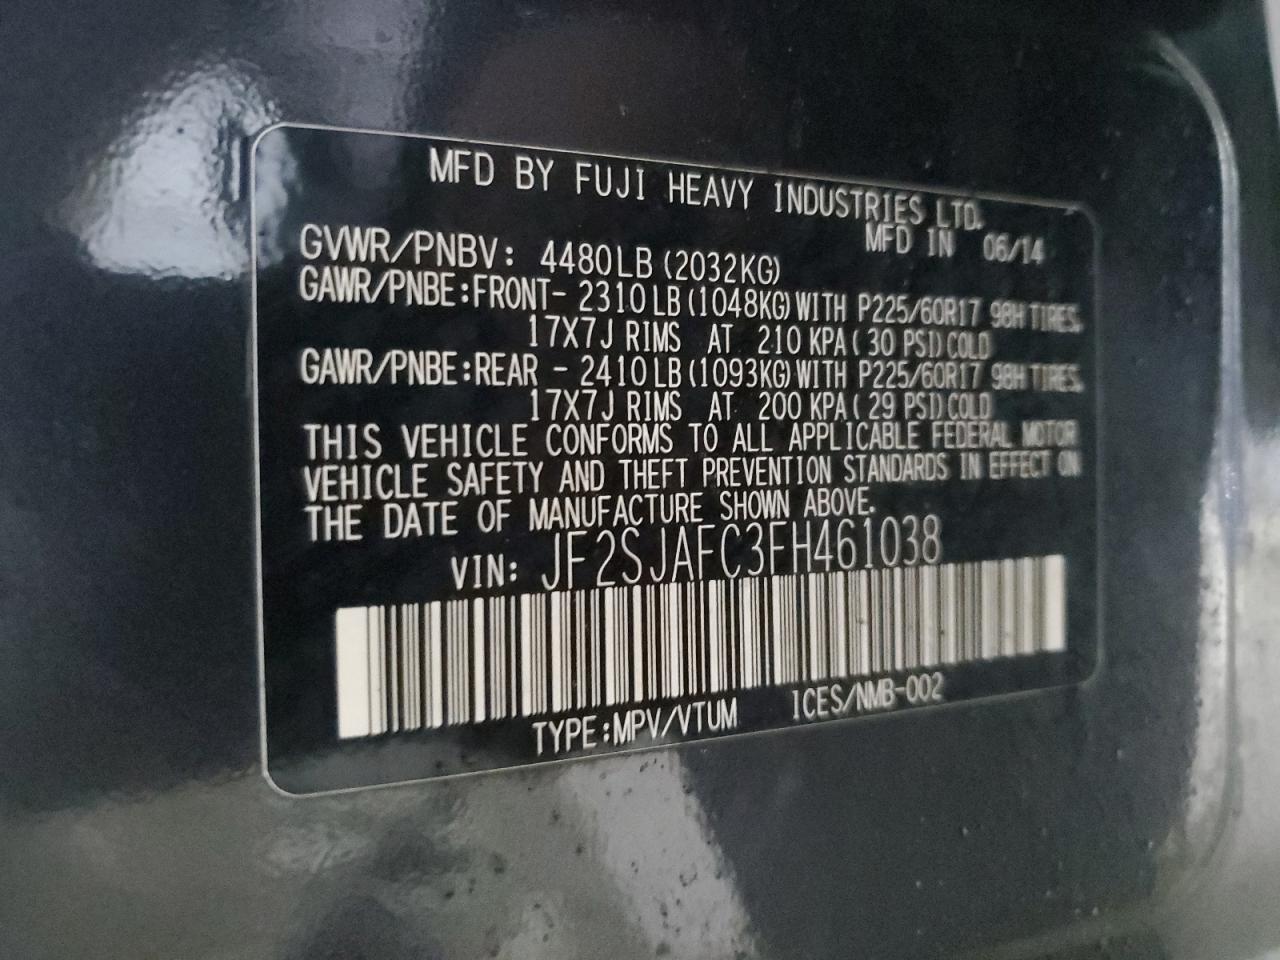 MFD BY FUJI HEAVY INDUSTRIES LTD.
MFD IN 06/14
GVWR/PNBV: 4480LB (2032KG)
GAWR/PNBE:FRONT- 2310 LB (1048KG) WITH P225/60R17 98H TIRES.
17X7J RIMS AT 210 KPA ( 30 PSI) COLD
GAWR/PNBE:REAR - 2410 LB (1093KG) WITH P225/60R17 98H TIRES.
17X7J RIMS AT 200 KPA ( 29 PSI) COLD
THIS VEHICLE CONFORMS TO ALL APPLICABLE FEDERAL MOTOR
VEHICLE SAFETY AND THEFT PREVENTION STANDARDS IN EFFECT ON
THE DATE OF MANUFACTURE SHOWN ABOVE.
VIN: JF2SJAFC3FH461038
TYPE:MPV/VTUM ICES/NMB-002